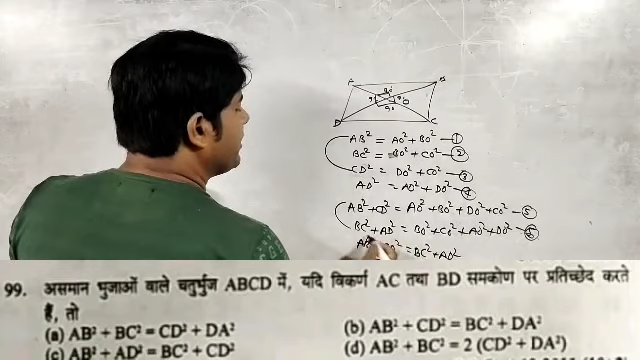 A B
90 90 O
90
D C
AB² = AO² + BO² —①
BC² = BO² + CO² —②
CD² = DO² + CO² —③
AD² = AO² + DO² —④
AB² + CD² = AO² + BO² + DO² + CO² —⑤
BC² + AD² = BO² + CO² + AO² + DO² —⑥
= BC² + AD²
99. असमान भुजाओं वाले चतुर्भुज ABCD में, यदि विकर्ण AC तथा BD समकोण पर प्रतिच्छेद करते
हैं, तो
(a) AB² + BC² = CD² + DA² (b) AB² + CD² = BC² + DA²
(c) AB² + AD² = BC² + CD² (d) AB² + BC² = 2 (CD² + DA²)